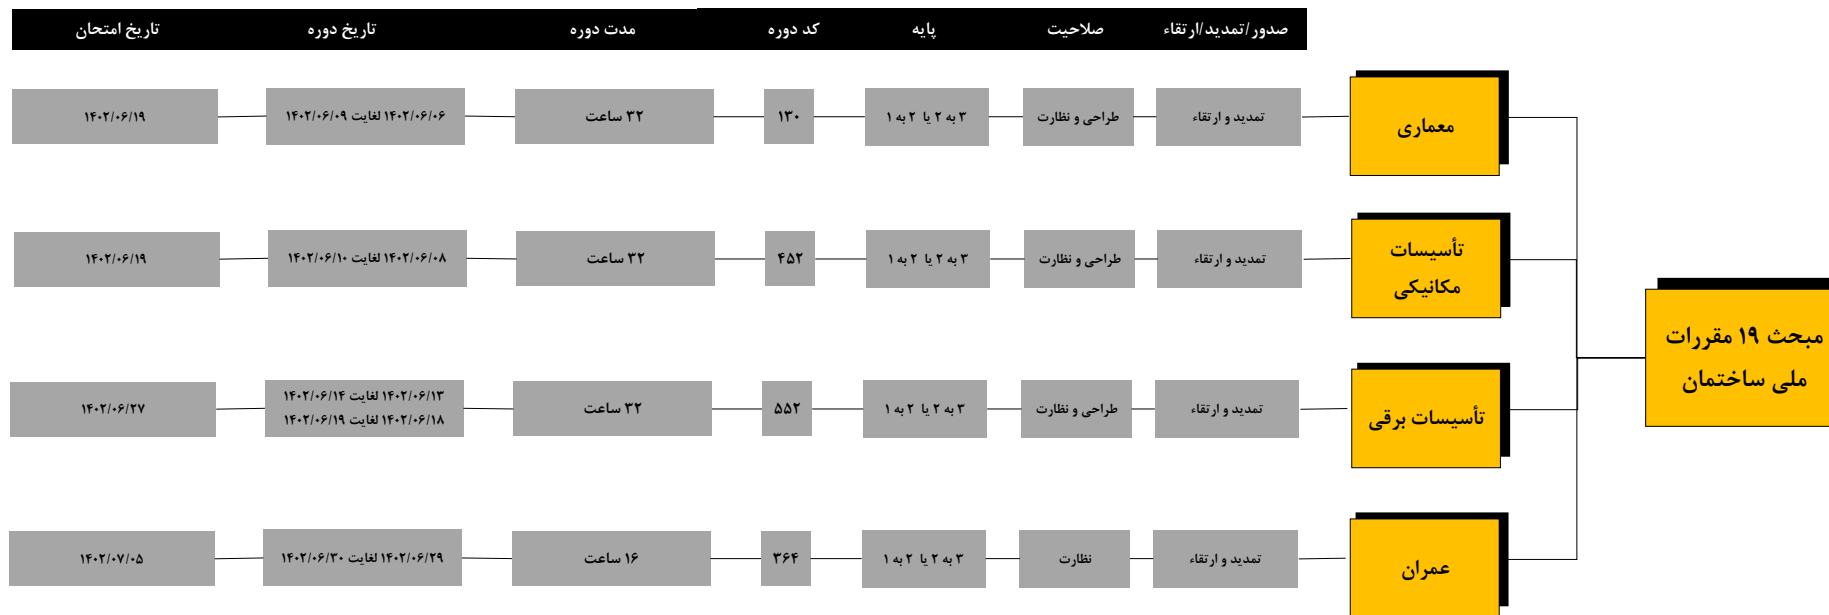 صدور/تمدید/ارتقاء صلاحیت پایه کد دوره مدت دوره تاریخ دوره تاریخ امتحان
مبحث ۱۹ مقررات
ملی ساختمان
معماری
تمدید و ارتقاء طراحی و نظارت ۳ به ۲ یا ۲ به ۱ ۱۳۰ ۳۲ ساعت ۱۴۰۲/۰۶/۰۶ لغایت ۱۴۰۲/۰۶/۰۹ ۱۴۰۲/۰۶/۱۹
تأسیسات
مکانیکی
تمدید و ارتقاء طراحی و نظارت ۳ به ۲ یا ۲ به ۱ ۴۵۲ ۳۲ ساعت ۱۴۰۲/۰۶/۰۸ لغایت ۱۴۰۲/۰۶/۱۰ ۱۴۰۲/۰۶/۱۹
تأسیسات برقی
تمدید و ارتقاء طراحی و نظارت ۳ به ۲ یا ۲ به ۱ ۵۵۲ ۳۲ ساعت
۱۴۰۲/۰۶/۱۳ لغایت ۱۴۰۲/۰۶/۱۴
۱۴۰۲/۰۶/۱۸ لغایت ۱۴۰۲/۰۶/۱۹
۱۴۰۲/۰۶/۲۷
عمران
تمدید و ارتقاء نظارت ۳ به ۲ یا ۲ به ۱ ۳۶۴ ۱۶ ساعت ۱۴۰۲/۰۶/۲۹ لغایت ۱۴۰۲/۰۶/۳۰ ۱۴۰۲/۰۷/۰۵